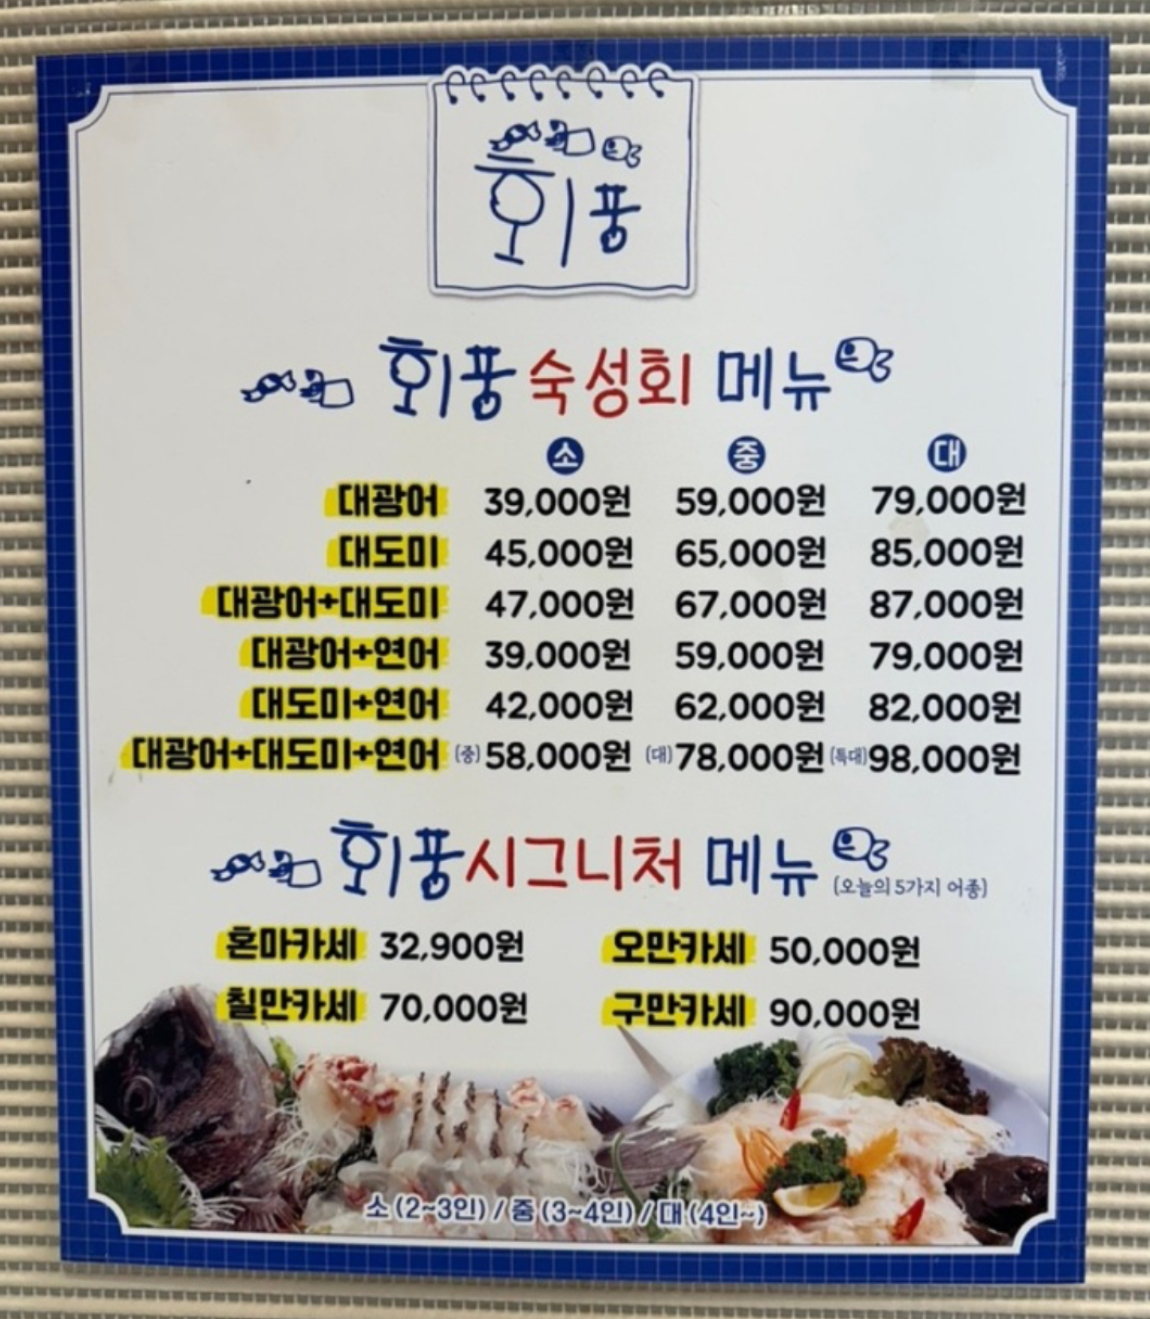 회풍
회풍 숙성회 메뉴
소 중 대
대광어 39,000원 59,000원 79,000원
대도미 45,000원 65,000원 85,000원
대광어+대도미 47,000원 67,000원 87,000원
대광어+연어 39,000원 59,000원 79,000원
대도미+연어 42,000원 62,000원 82,000원
대광어+대도미+연어 (중)58,000원 (대)78,000원 (특대)98,000원
회풍시그니처 메뉴 (오늘의 5가지 어종)
혼마카세 32,900원 오만카세 50,000원
칠만카세 70,000원 구만카세 90,000원
소 (2~3인) / 중 (3~4인) / 대 (4인~)